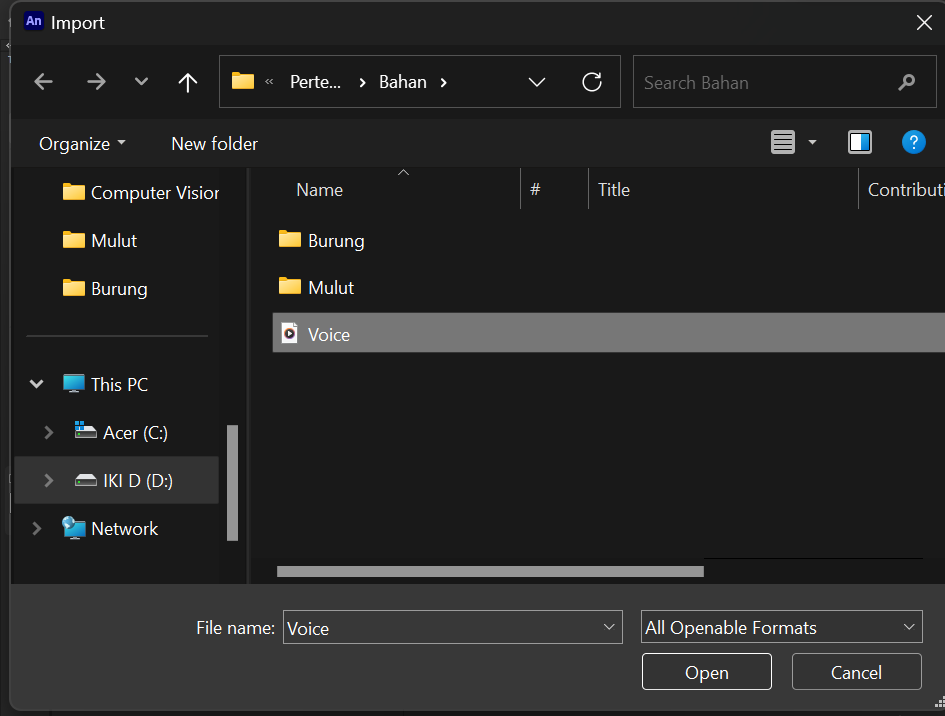 An Import
« Perte... › Bahan ›
Search Bahan
Organize
New folder
?
Computer Vision
Mulut
Burung
This PC
Acer (C:)
IKI D (D:)
Network
Name
#
Title
Contributi
Burung
Mulut
Voice
File name: Voice
All Openable Formats
Open
Cancel